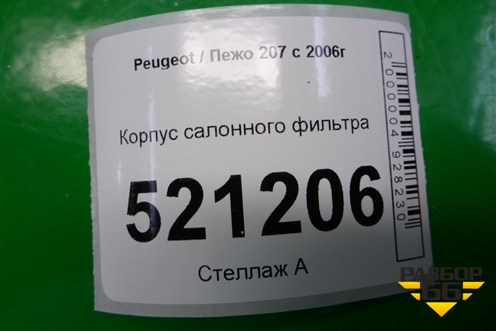 Peugeot / Пежо 207 с 2006г
Корпус салонного фильтра
521206
Стеллаж А
2000004928230
РАЗБОР
66